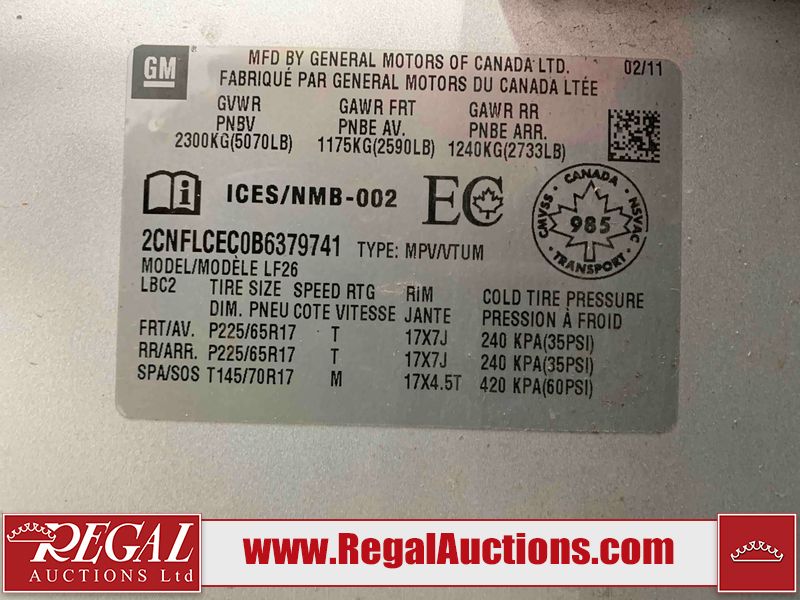 GM
MFD BY GENERAL MOTORS OF CANADA LTD. 02/11
FABRIQUÉ PAR GENERAL MOTORS DU CANADA LTÉE
GVWR GAWR FRT GAWR RR
PNBV PNBE AV. PNBE ARR.
2300KG(5070LB) 1175KG(2590LB) 1240KG(2733LB)
i ICES/NMB-002 EC
CANADA
CMVSS 985 NSVAC
TRANSPORT
2CNFLCEC0B6379741 TYPE: MPV/VTUM
MODEL/MODÈLE LF26
LBC2 TIRE SIZE SPEED RTG RIM COLD TIRE PRESSURE
DIM. PNEU COTE VITESSE JANTE PRESSION À FROID
FRT/AV. P225/65R17 T 17X7J 240 KPA(35PSI)
RR/ARR. P225/65R17 T 17X7J 240 KPA(35PSI)
SPA/SOS T145/70R17 M 17X4.5T 420 KPA(60PSI)
REGAL
AUCTIONS Ltd
www.RegalAuctions.com